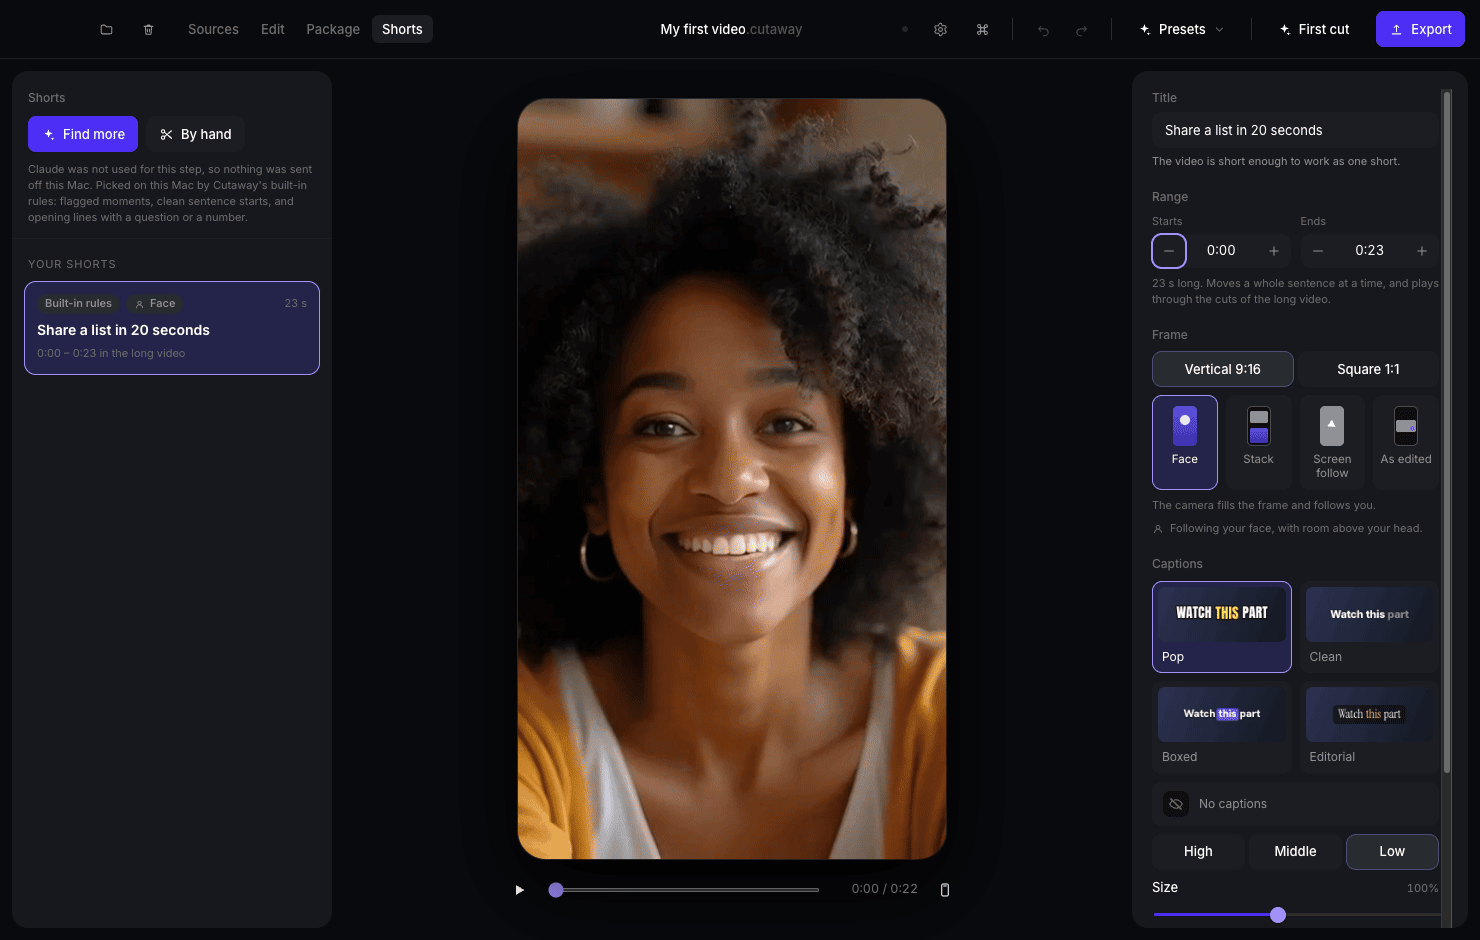 Sources Edit Package Shorts
My first video.cutaway
Presets First cut Export
Shorts
Find more By hand
Claude was not used for this step, so nothing was sent
off this Mac. Picked on this Mac by Cutaway's built-in
rules: flagged moments, clean sentence starts, and
opening lines with a question or a number.
YOUR SHORTS
Built-in rules Face 23 s
Share a list in 20 seconds
0:00 – 0:23 in the long video
0:00 / 0:22
Title
Share a list in 20 seconds
The video is short enough to work as one short.
Range
Starts Ends
0:00 0:23
23 s long. Moves a whole sentence at a time, and plays
through the cuts of the long video.
Frame
Vertical 9:16 Square 1:1
Face Stack Screen follow As edited
The camera fills the frame and follows you.
Following your face, with room above your head.
Captions
WATCH THIS PART Watch this part
Pop Clean
Watch this part Watch this part
Boxed Editorial
No captions
High Middle Low
Size 100%